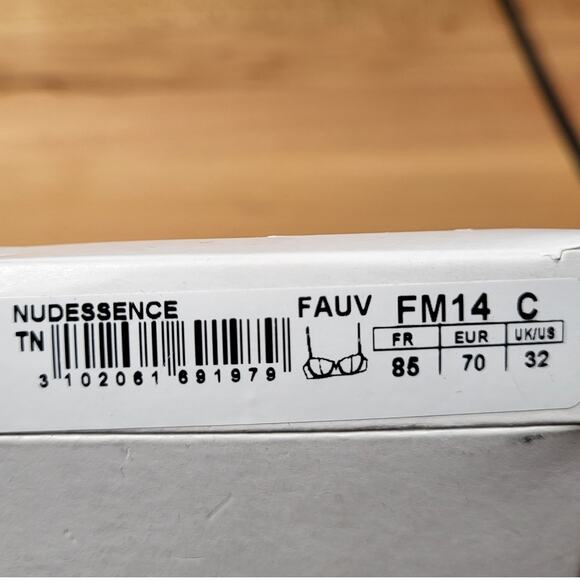 NUDESSENCE FAUV FM14 C
TN FR EUR UK/US
85 70 32
3 102061 691979